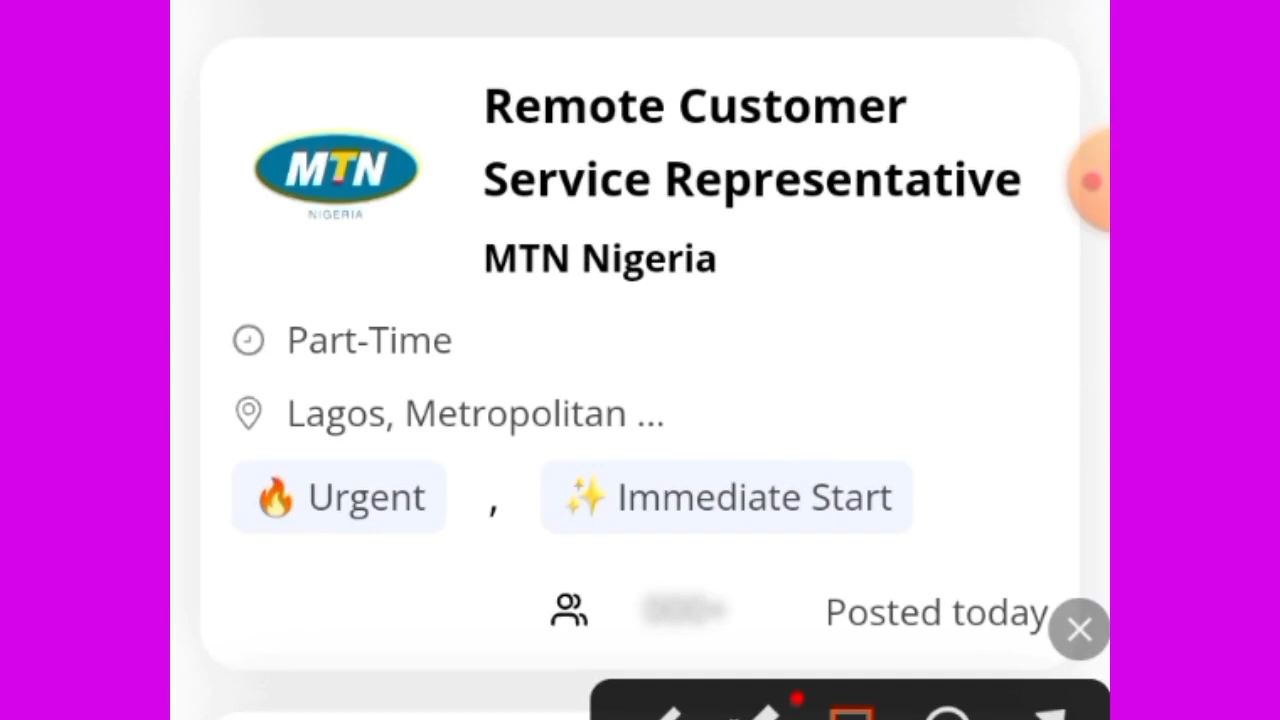 Remote Customer
Service Representative
MTN
NIGERIA
MTN Nigeria
Part-Time
Lagos, Metropolitan ...
🔥 Urgent , ✨ Immediate Start
Posted today